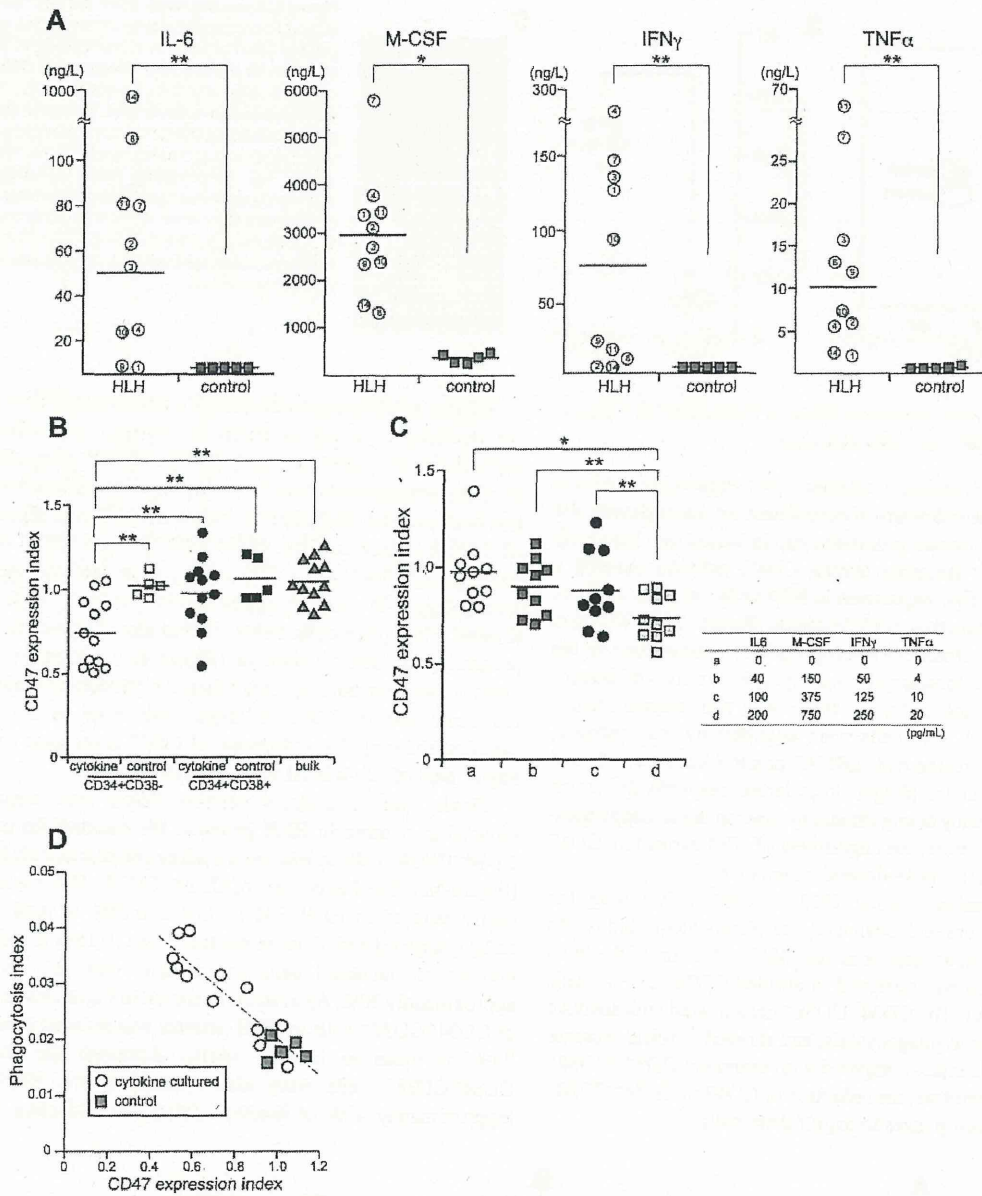 A
IL-6
M-CSF
IFNγ
TNFα
(ng/L) ** (ng/L) * (ng/L) ** (ng/L) **
1000 6000 300 70
100 5000 150 25
80 4000 100 20
60 3000 50 15
40 2000 10
20 1000 5
HLH control HLH control HLH control HLH control
B
**
**
**
**
CD47 expression index
1.5
1.0
0.5
0
cytokine control cytokine control bulk
CD34+CD38- CD34+CD38+
C
*
**
**
CD47 expression index
1.5
1.0
0.5
0
a b c d
IL6 M-CSF IFNγ TNFα
a 0 0 0 0
b 40 150 50 4
c 100 375 125 10
d 200 750 250 20
(pg/mL)
D
Phagocytosis index
0.05
0.04
0.03
0.02
0.01
0
cytokine cultured
control
0 0.2 0.4 0.6 0.8 1.0 1.2
CD47 expression index